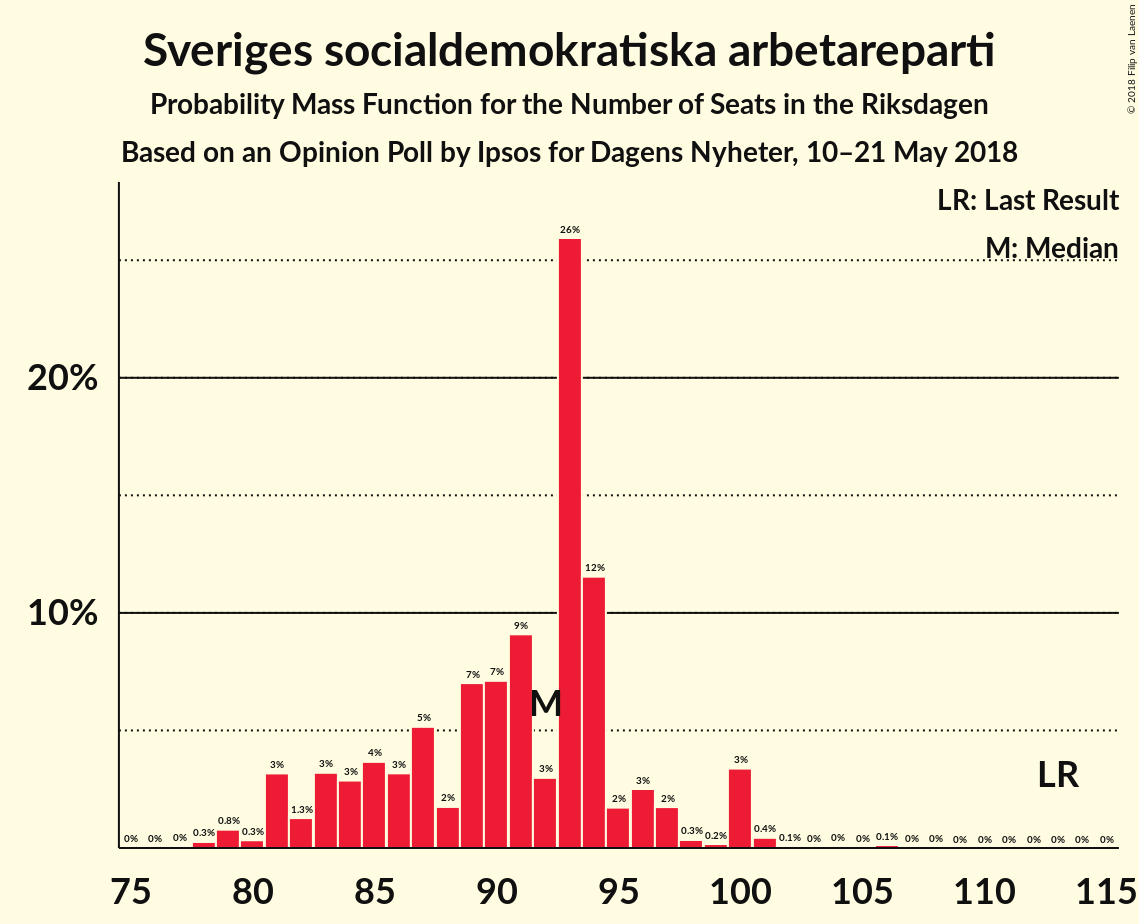 Sveriges socialdemokratiska arbetareparti
Probability Mass Function for the Number of Seats in the Riksdagen
Based on an Opinion Poll by Ipsos for Dagens Nyheter, 10–21 May 2018
© 2018 Filip van Laenen
LR: Last Result
M: Median
20%
10%
0% 0% 0% 0.3% 0.8% 0.3% 3% 1.3% 3% 3% 4% 3% 5% 2% 7% 7% 9% 3% 26% 12% 2% 3% 2% 0.3% 0.2% 3% 0.4% 0.1% 0% 0% 0% 0.1% 0% 0% 0% 0% 0% 0% 0% 0% 0%
M
LR
75 80 85 90 95 100 105 110 115